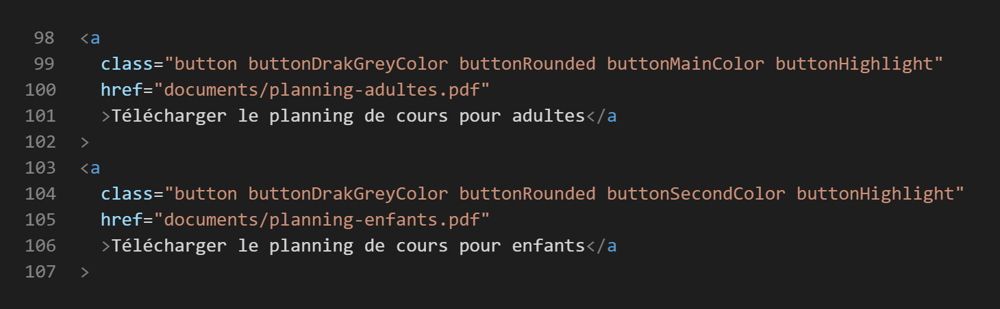 98 <a
99 class="button buttonDrakGreyColor buttonRounded buttonMainColor buttonHighlight"
100 href="documents/planning-adultes.pdf"
101 >Télécharger le planning de cours pour adultes</a
102 >
103 <a
104 class="button buttonDrakGreyColor buttonRounded buttonSecondColor buttonHighlight"
105 href="documents/planning-enfants.pdf"
106 >Télécharger le planning de cours pour enfants</a
107 >